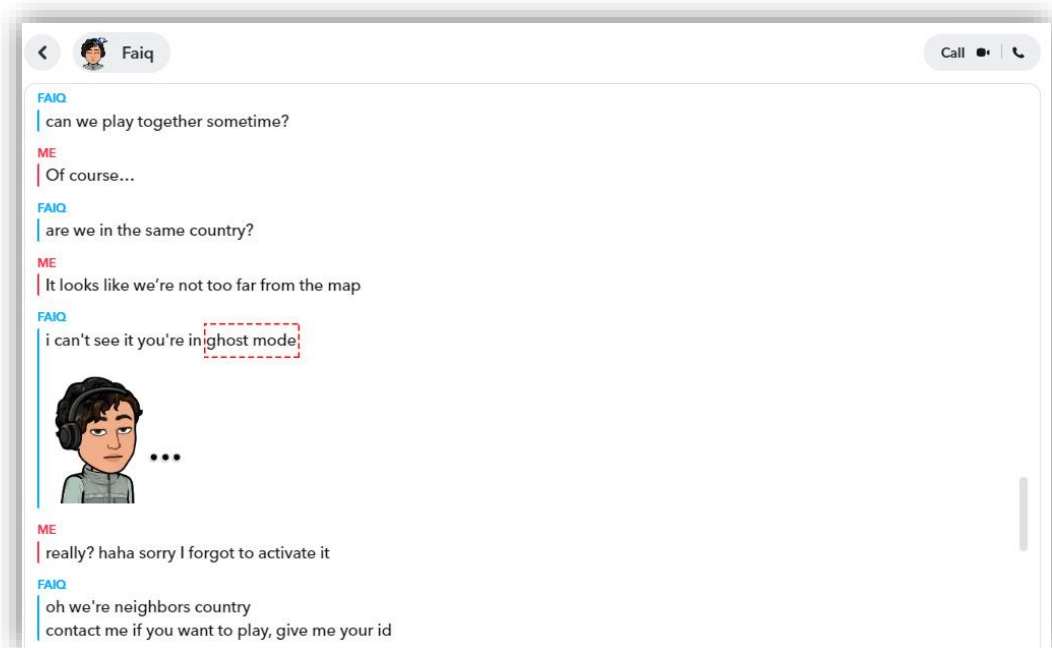 Faiq
Call
FAIQ
can we play together sometime?
ME
Of course...
FAIQ
are we in the same country?
ME
It looks like we're not too far from the map
FAIQ
i can't see it you're in ghost mode
...
ME
really? haha sorry I forgot to activate it
FAIQ
oh we're neighbors country
contact me if you want to play, give me your id